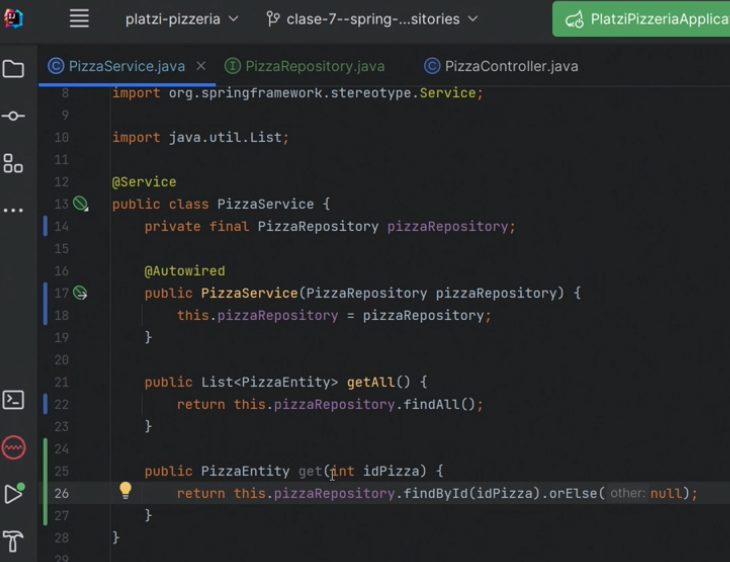 platzi-pizzeria
clase-7--spring-...sitories
PlatziPizzeriaApplica
PizzaService.java
PizzaRepository.java
PizzaController.java
8 import org.springframework.stereotype.Service;
9
10 import java.util.List;
11
12 @Service
13 public class PizzaService {
14 private final PizzaRepository pizzaRepository;
15
16 @Autowired
17 public PizzaService(PizzaRepository pizzaRepository) {
18 this.pizzaRepository = pizzaRepository;
19 }
20
21 public List<PizzaEntity> getAll() {
22 return this.pizzaRepository.findAll();
23 }
24
25 public PizzaEntity get(int idPizza) {
26 return this.pizzaRepository.findById(idPizza).orElse( other: null);
27 }
28 }
29